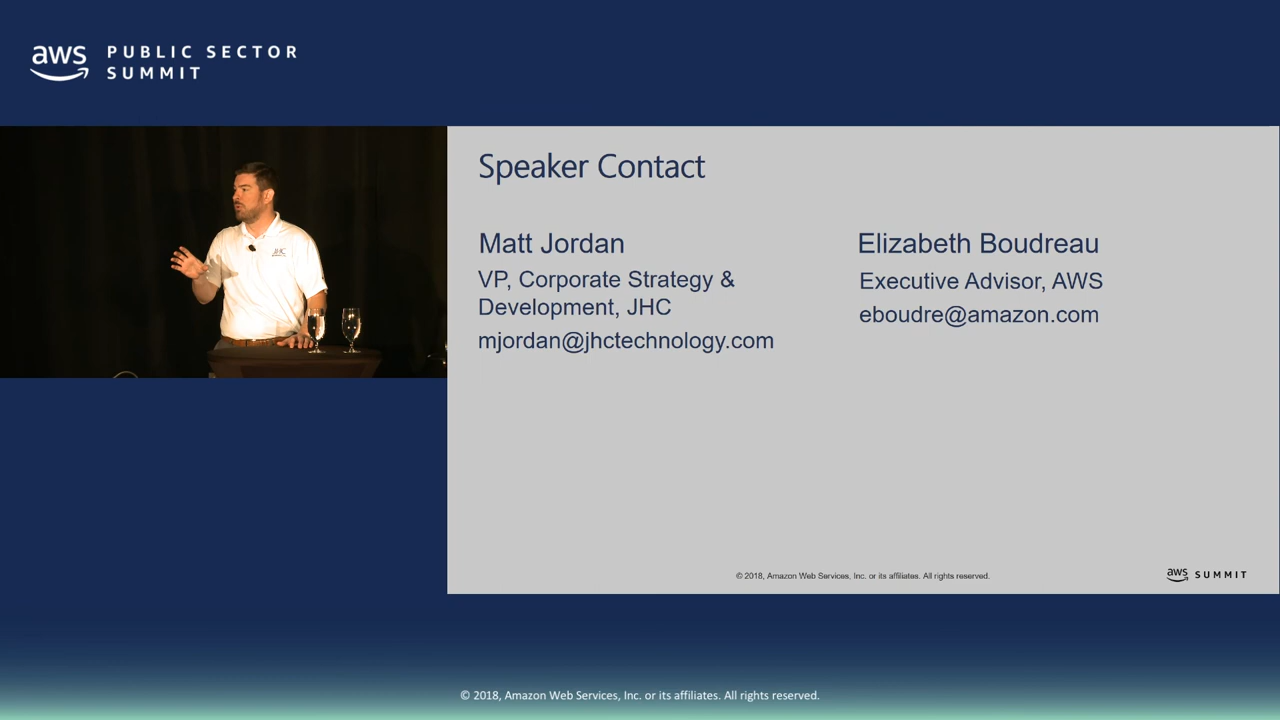 aws
PUBLIC SECTOR
SUMMIT
JHC
Speaker Contact
Matt Jordan
VP, Corporate Strategy &
Development, JHC
mjordan@jhctechnology.com
Elizabeth Boudreau
Executive Advisor, AWS
eboudre@amazon.com
© 2018, Amazon Web Services, Inc. or its affiliates. All rights reserved.
aws SUMMIT
© 2018, Amazon Web Services, Inc. or its affiliates. All rights reserved.